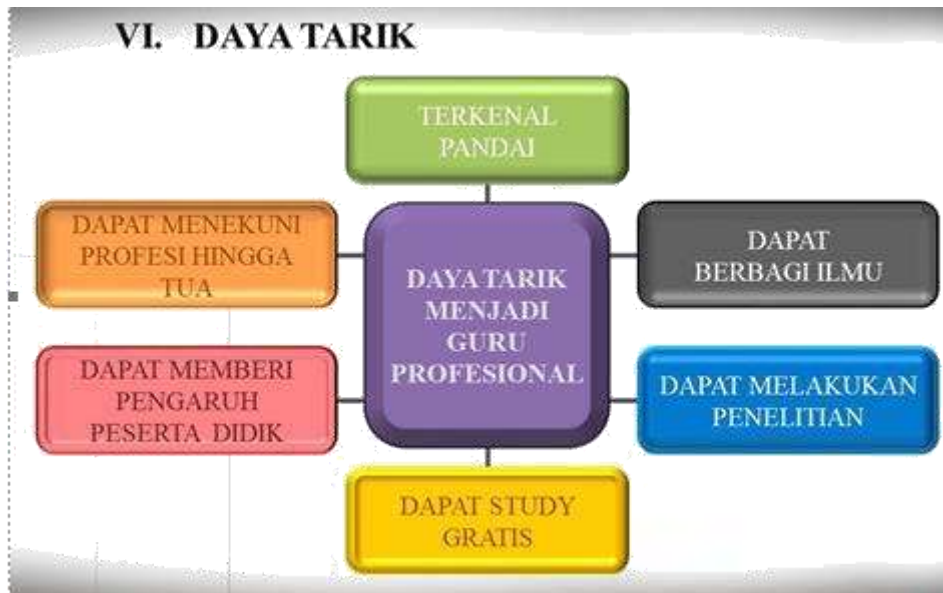 VI. DAYA TARIK
TERKENAL
PANDAI
DAPAT MENEKUNI
PROFESI HINGGA
TUA
DAPAT
BERBAGI ILMU
DAYA TARIK
MENJADI
GURU
PROFESIONAL
DAPAT MEMBERI
PENGARUH
PESERTA DIDIK
DAPAT MELAKUKAN
PENELITIAN
DAPAT STUDY
GRATIS